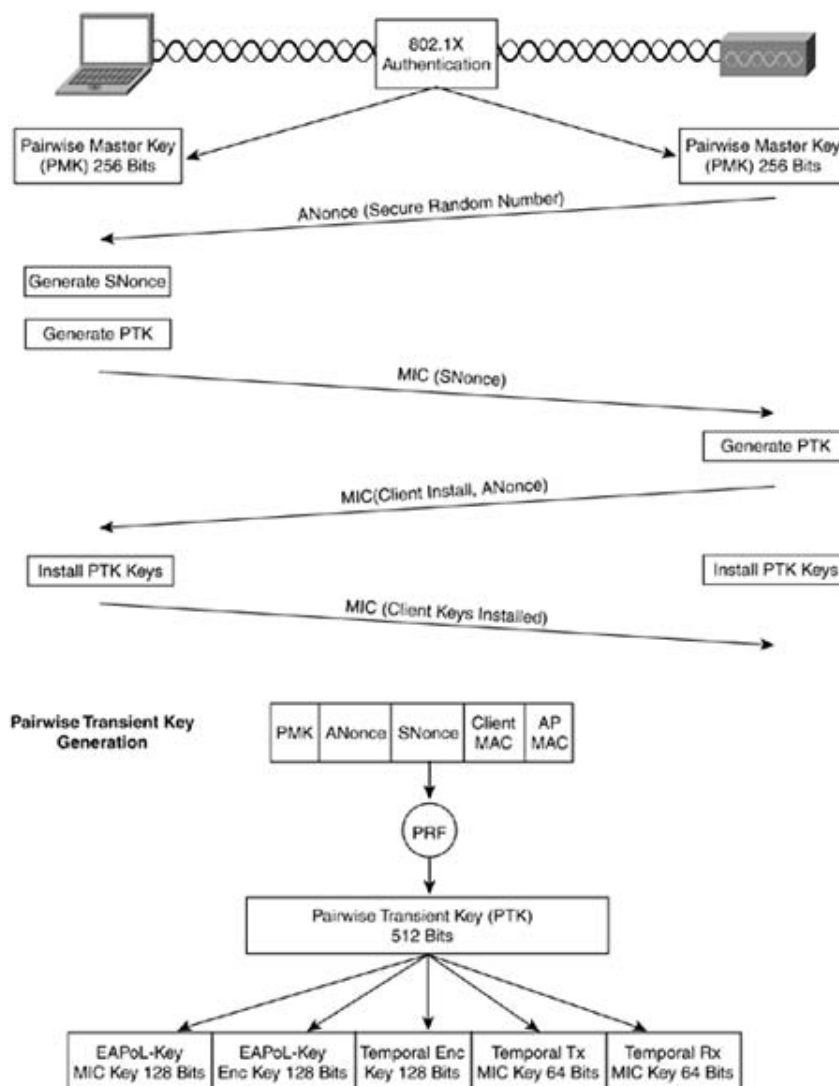 802.1X
Authentication
Pairwise Master Key
(PMK) 256 Bits
Pairwise Master Key
(PMK) 256 Bits
ANonce (Secure Random Number)
Generate SNonce
Generate PTK
MIC (SNonce)
Generate PTK
MIC(Client Install, ANonce)
Install PTK Keys
Install PTK Keys
MIC (Client Keys Installed)
Pairwise Transient Key
Generation
PMK
ANonce
SNonce
Client
MAC
AP
MAC
PRF
Pairwise Transient Key (PTK)
512 Bits
EAPoL-Key
MIC Key 128 Bits
EAPoL-Key
Enc Key 128 Bits
Temporal Enc
Key 128 Bits
Temporal Tx
MIC Key 64 Bits
Temporal Rx
MIC Key 64 Bits